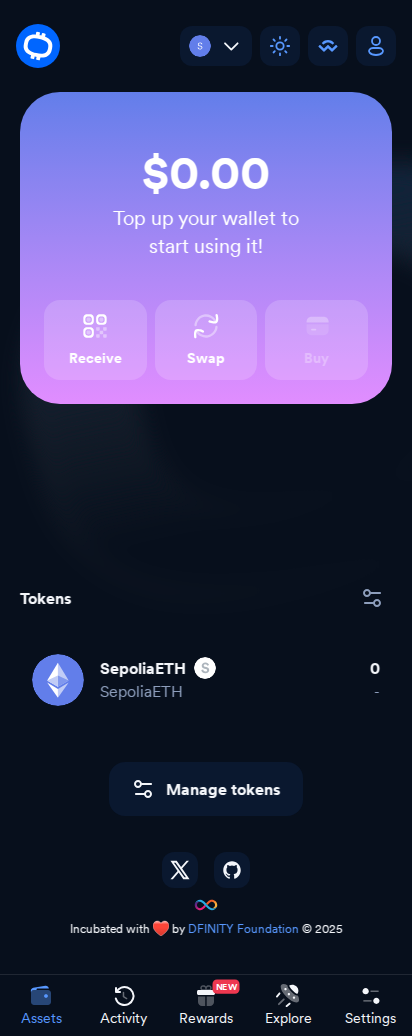 S
$0.00
Top up your wallet to
start using it!
Receive
Swap
Buy
Tokens
SepoliaETH S
0
SepoliaETH
-
Manage tokens
Incubated with ❤️ by DFINITY Foundation © 2025
NEW
Assets
Activity
Rewards
Explore
Settings